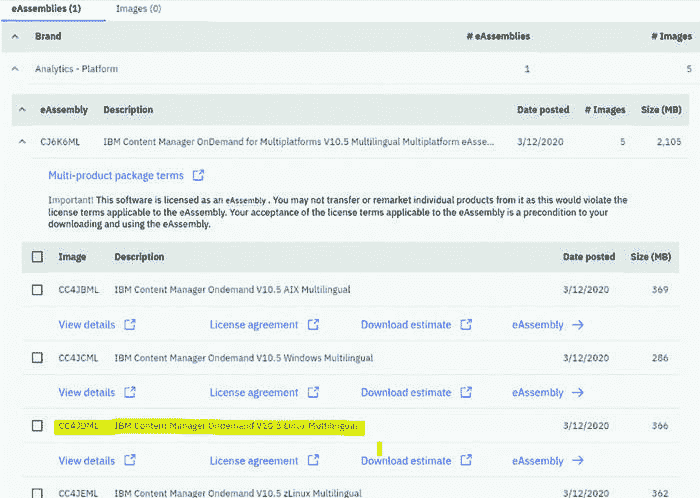 eAssemblies (1) Images (0)
Brand # eAssemblies # Images
Analytics - Platform 1 5
eAssembly Description Date posted # Images Size (MB)
CJ6K6ML IBM Content Manager OnDemand for Multiplatforms V10.5 Multilingual Multiplatform eAsse... 3/12/2020 5 2,105
Multi-product package terms
Important! This software is licensed as an eAssembly . You may not transfer or remarket individual products from it as this would violate the
license terms applicable to the eAssembly. Your acceptance of the license terms applicable to the eAssembly is a precondition to your
downloading and using the eAssembly.
Image Description Date posted Size (MB)
CC4JBML IBM Content Manager Ondemand V10.5 AIX Multilingual 3/12/2020 369
View details License agreement Download estimate eAssembly
CC4JCML IBM Content Manager Ondemand V10.5 Windows Multilingual 3/12/2020 286
View details License agreement Download estimate eAssembly
CC4JDML IBM Content Manager Ondemand V10.5 Linux Multilingual 3/12/2020 366
View details License agreement Download estimate eAssembly
CC4JEML IBM Content Manager Ondemand V10.5 zLinux Multilingual 3/12/2020 362